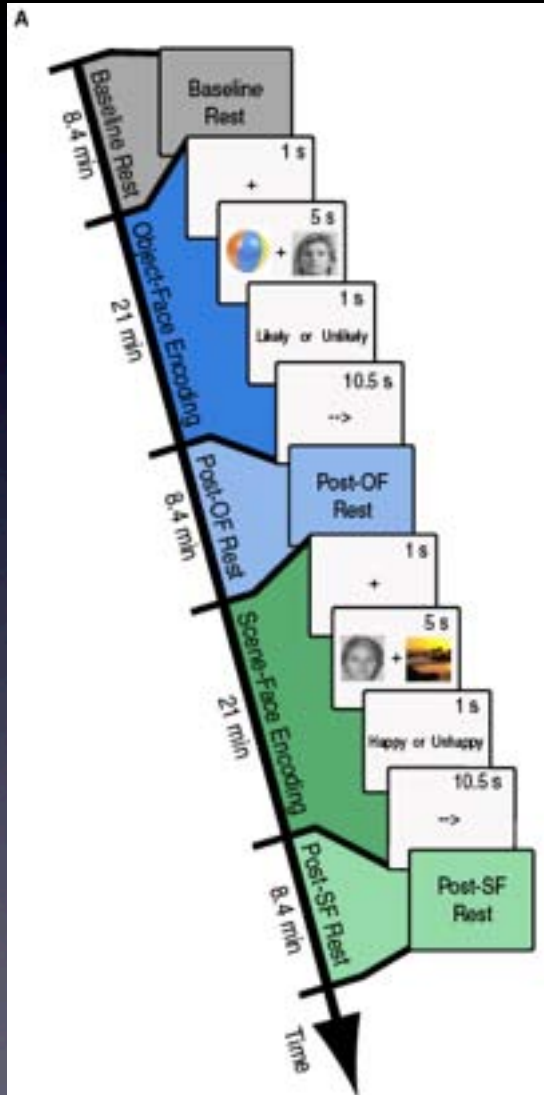 A
Baseline Rest
8.4 min
Baseline
Rest
Object-Face Encoding
21 min
1 s
+
5 s
+
1 s
Likely or Unlikely
10.5 s
-->
Post-OF Rest
8.4 min
Post-OF
Rest
Scene-Face Encoding
21 min
1 s
+
5 s
+
1 s
Happy or Unhappy
10.5 s
-->
Post-SF Rest
8.4 min
Post-SF
Rest
Time